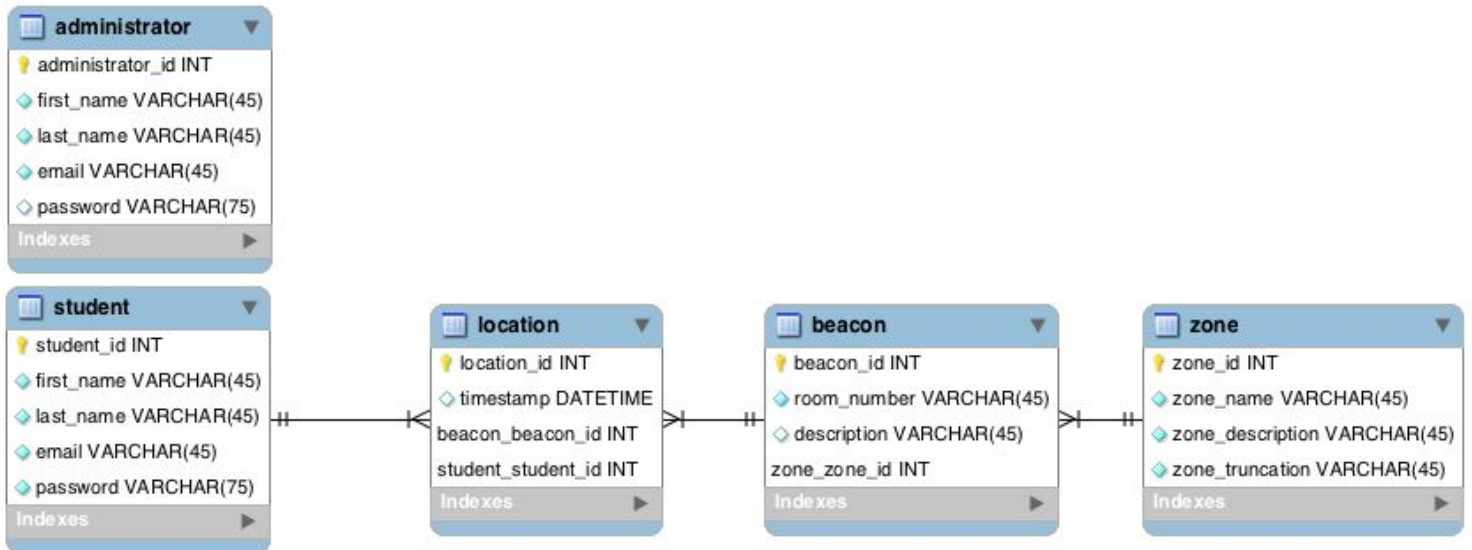 administrator
administrator_id INT
first_name VARCHAR(45)
last_name VARCHAR(45)
email VARCHAR(45)
password VARCHAR(75)
Indexes
student
student_id INT
first_name VARCHAR(45)
last_name VARCHAR(45)
email VARCHAR(45)
password VARCHAR(75)
Indexes
location
location_id INT
timestamp DATETIME
beacon_beacon_id INT
student_student_id INT
Indexes
beacon
beacon_id INT
room_number VARCHAR(45)
description VARCHAR(45)
zone_zone_id INT
Indexes
zone
zone_id INT
zone_name VARCHAR(45)
zone_description VARCHAR(45)
zone_truncation VARCHAR(45)
Indexes